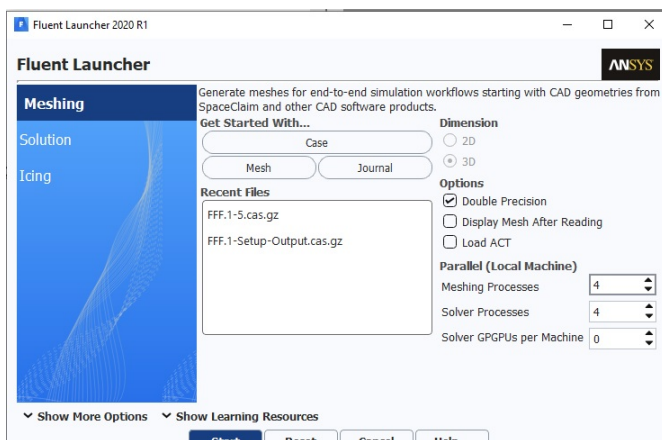 Fluent Launcher 2020 R1
Fluent Launcher
ANSYS
Meshing
Solution
Icing
Generate meshes for end-to-end simulation workflows starting with CAD geometries from
SpaceClaim and other CAD software products.
Get Started With...
Case
Mesh
Journal
Recent Files
FFF.1-5.cas.gz
FFF.1-Setup-Output.cas.gz
Dimension
2D
3D
Options
Double Precision
Display Mesh After Reading
Load ACT
Parallel (Local Machine)
Meshing Processes 4
Solver Processes 4
Solver GPGPUs per Machine 0
Show More Options Show Learning Resources
Start Reset Cancel Help